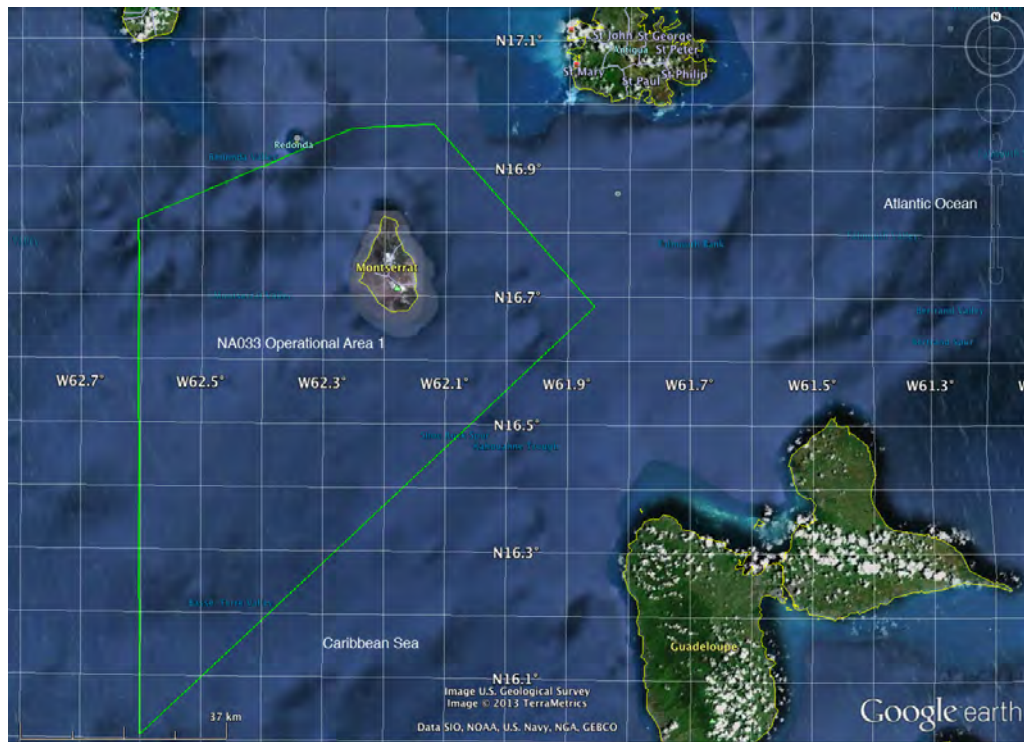 N
N17.1°
St John
St George
Antigua
St Peter
St Mary
St Paul
St Philip
Redonda
N16.9°
Atlantic Ocean
Montserrat
N16.7°
NA033 Operational Area 1
W62.7°
W62.5°
W62.3°
W62.1°
W61.9°
W61.7°
W61.5°
W61.3°
W
N16.5°
N16.3°
Caribbean Sea
Guadeloupe
N16.1°
Image U.S. Geological Survey
Image © 2013 TerraMetrics
37 km
Data SIO, NOAA, U.S. Navy, NGA, GEBCO
Google earth